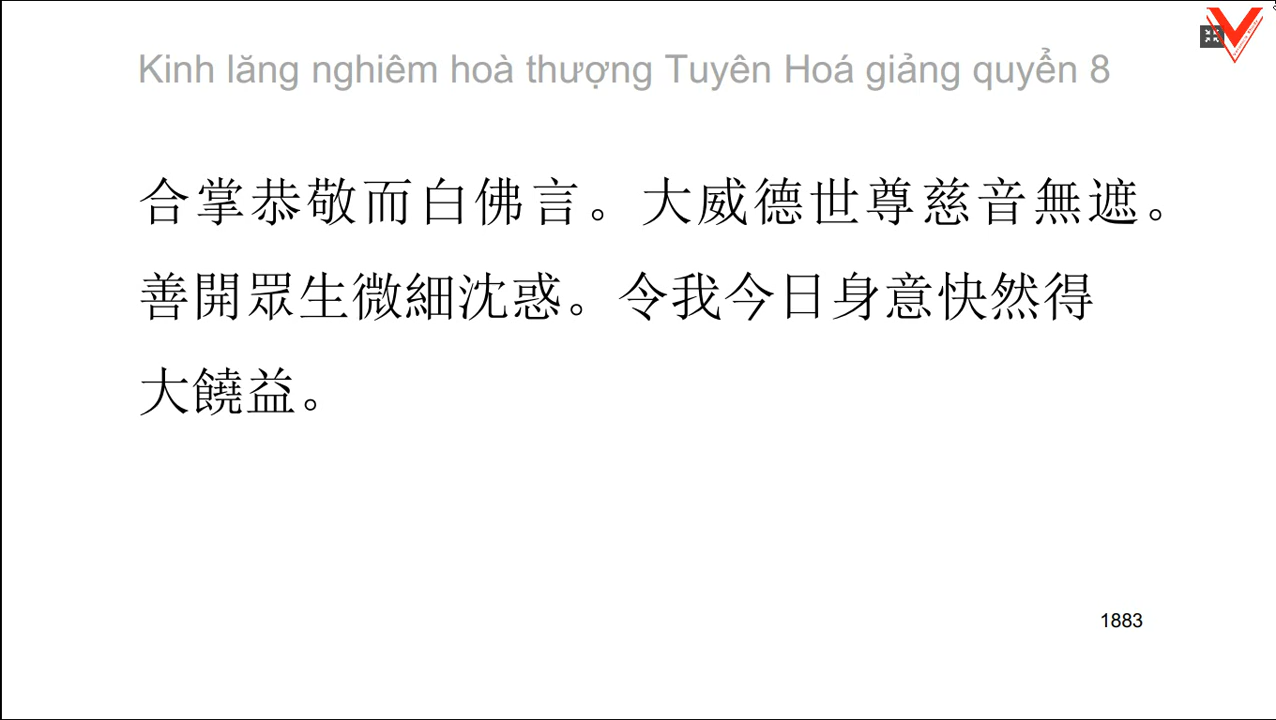 Kinh lăng nghiêm hoà thượng Tuyên Hoá giảng quyển 8
合掌恭敬而白佛言。大威德世尊慈音無遮。
善開眾生微細沈惑。令我今日身意快然得
大饒益。
1883